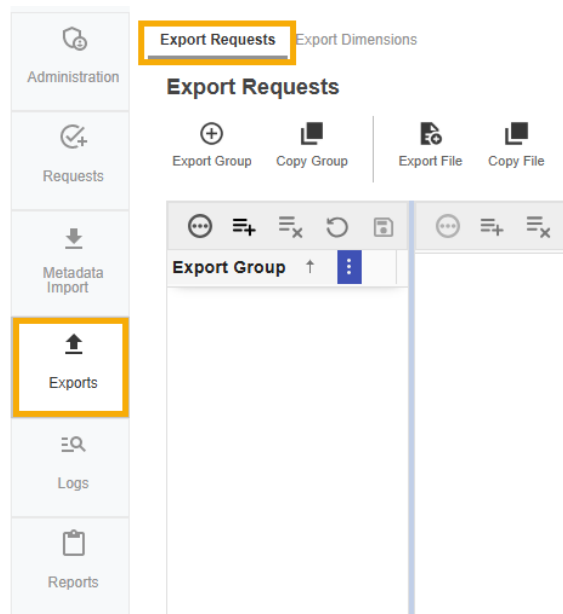 Administration
Requests
Metadata
Import
Exports
Logs
Reports
Export Requests Export Dimensions
Export Requests
Export Group Copy Group Export File Copy File
Export Group ↑